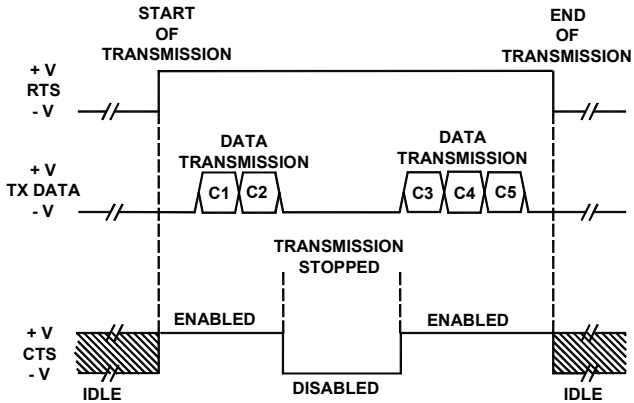 START
OF
TRANSMISSION
END
OF
TRANSMISSION
+ V
RTS
- V
DATA
TRANSMISSION
DATA
TRANSMISSION
+ V
TX DATA
- V
C1 C2
C3 C4 C5
TRANSMISSION
STOPPED
ENABLED
ENABLED
+ V
CTS
- V
IDLE
DISABLED
IDLE